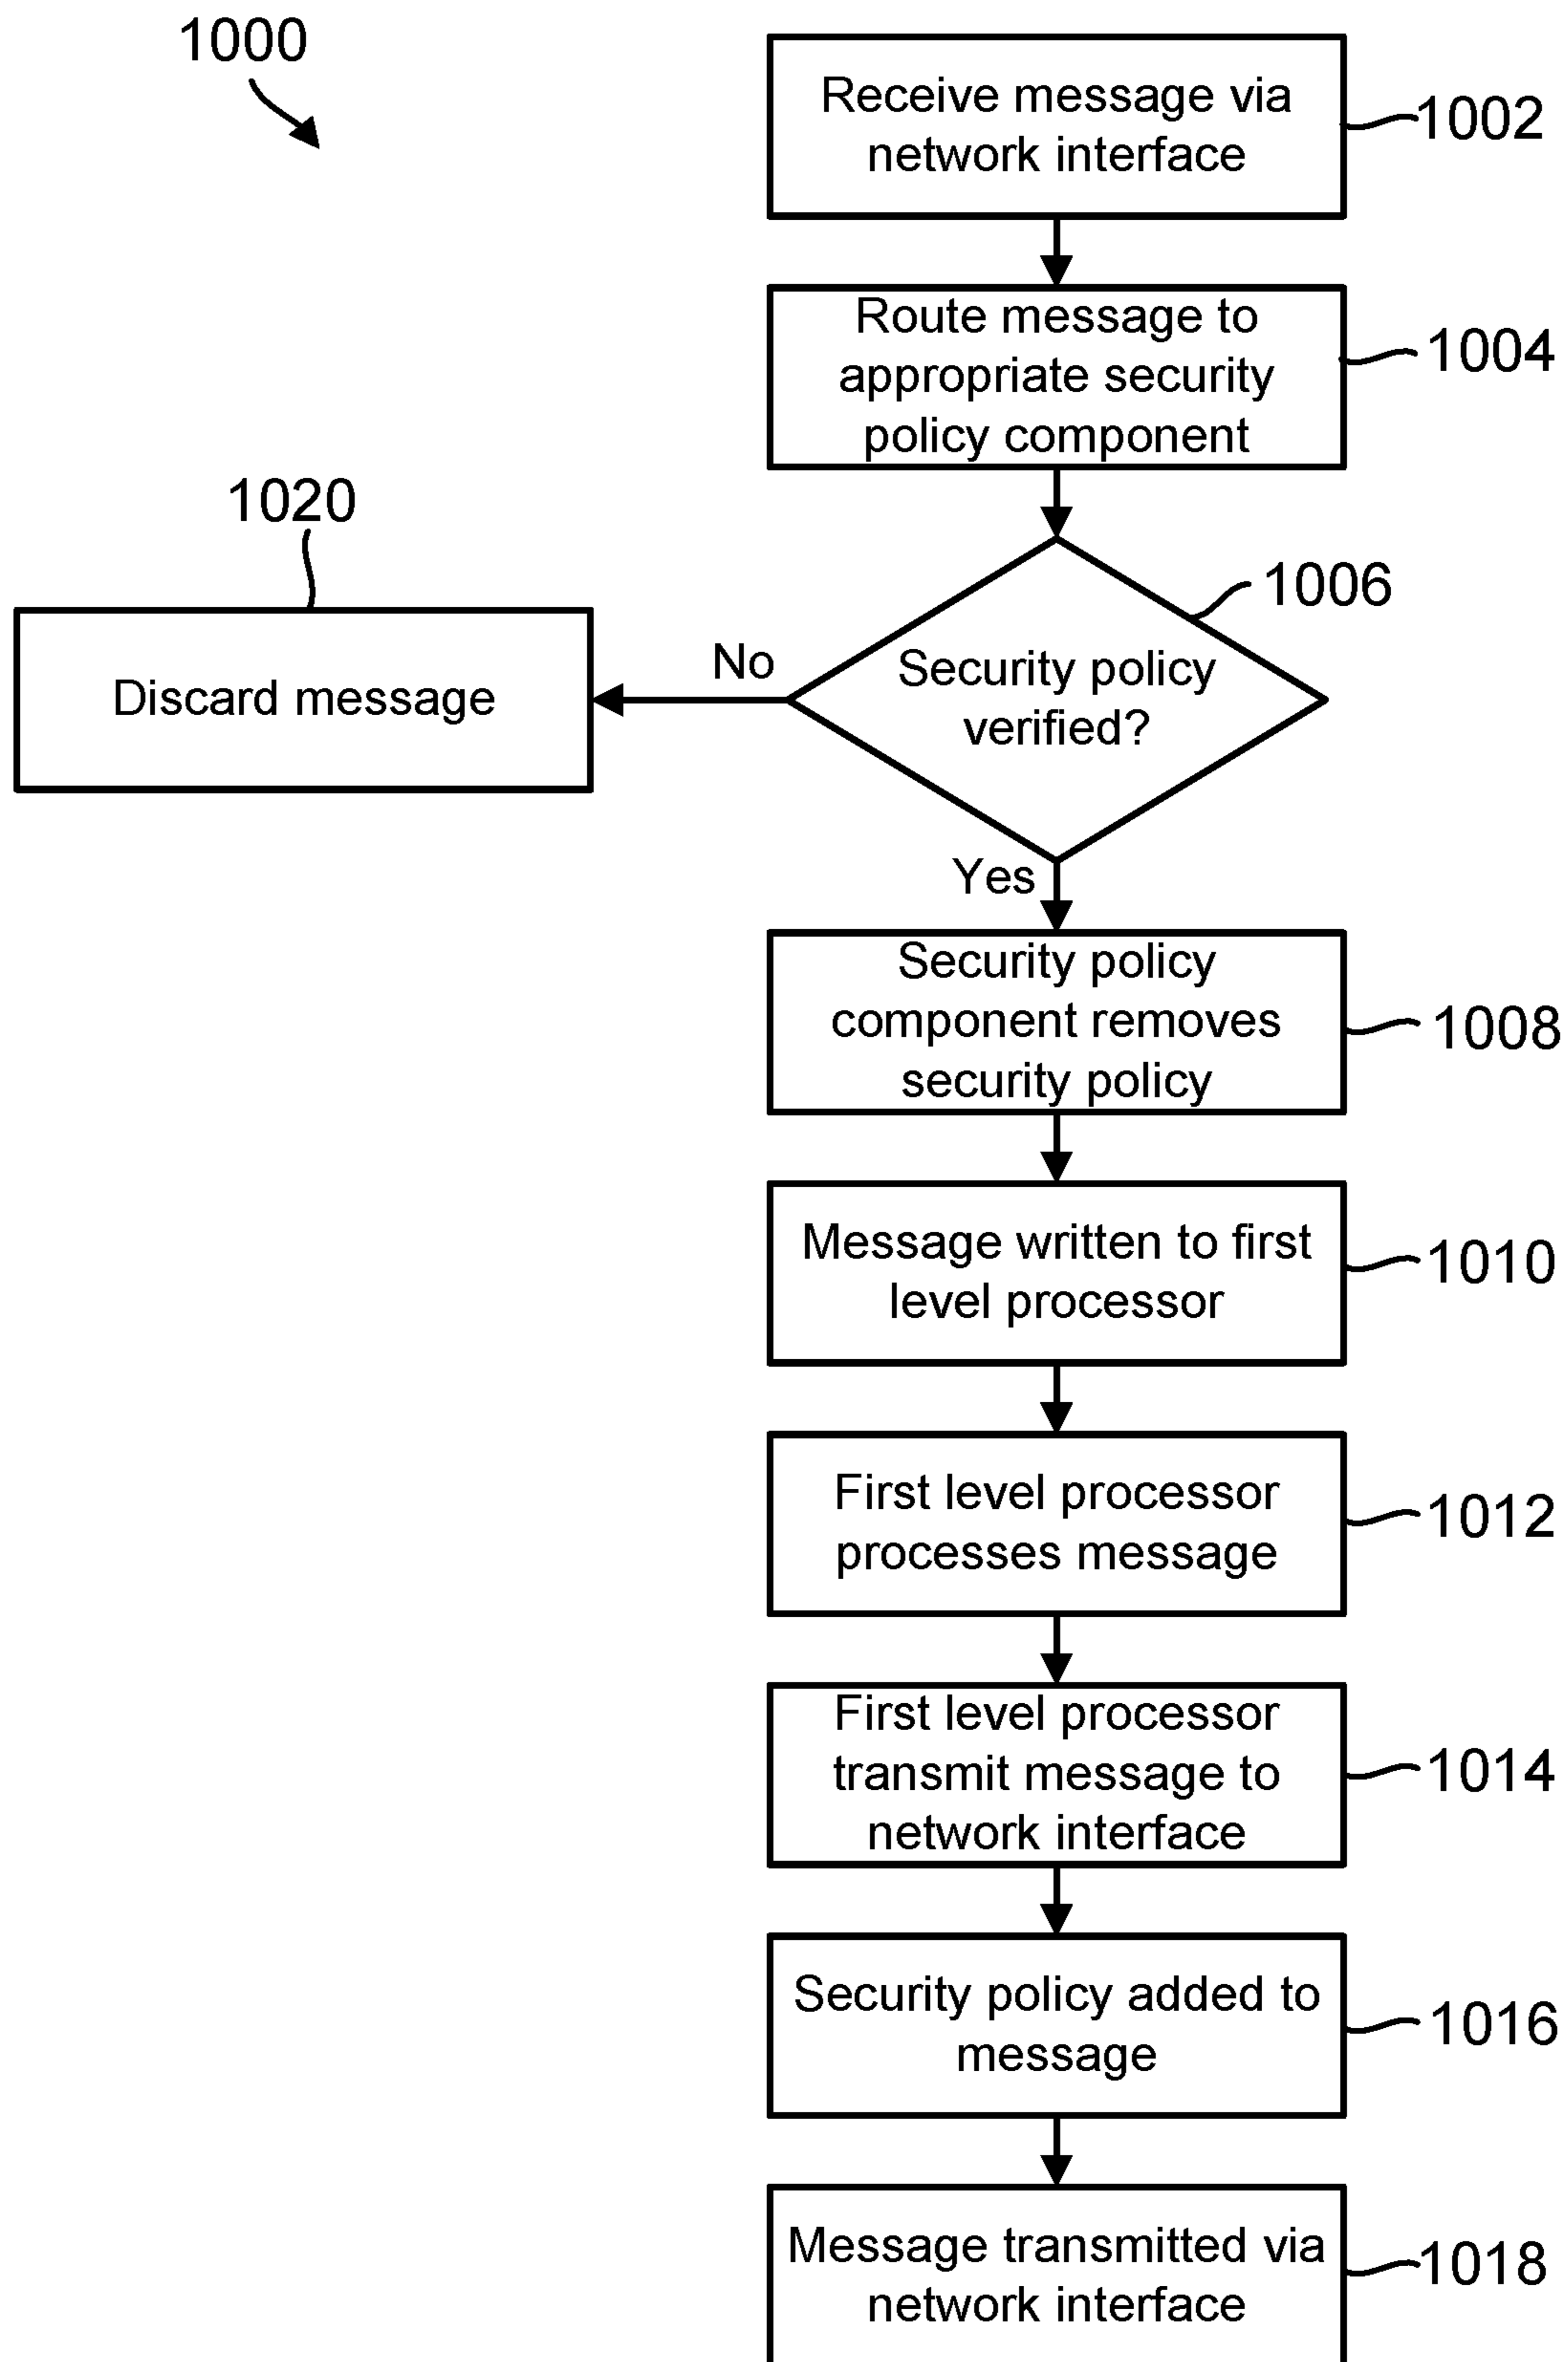 1000
Receive message via
network interface
1002
Route message to
appropriate security
policy component
1004
1020
Discard message
No
Security policy
verified?
1006
Yes
Security policy
component removes
security policy
1008
Message written to first
level processor
1010
First level processor
processes message
1012
First level processor
transmit message to
network interface
1014
Security policy added to
message
1016
Message transmitted via
network interface
1018